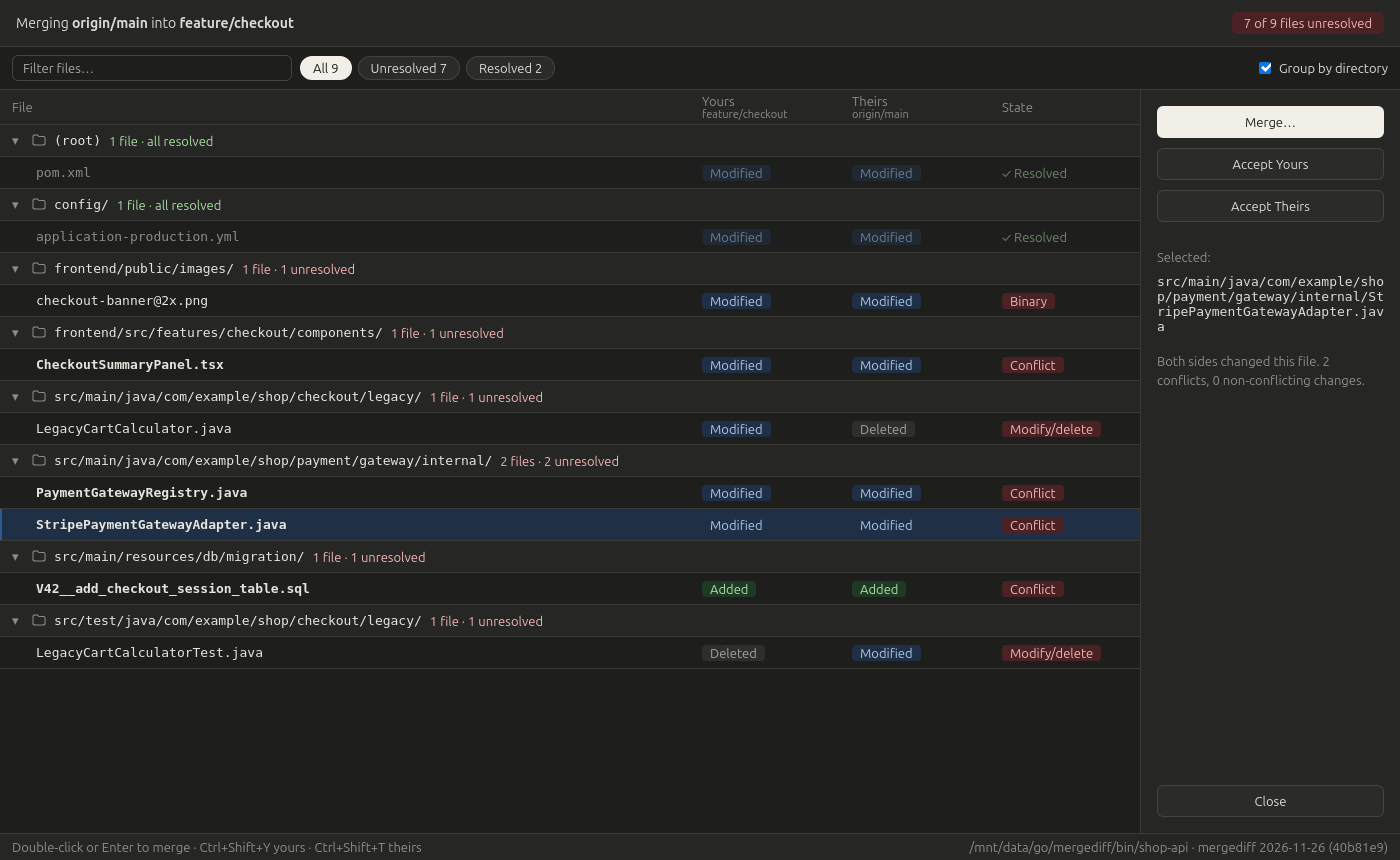 Merging origin/main into feature/checkout
7 of 9 files unresolved
Filter files…
All 9
Unresolved 7
Resolved 2
Group by directory
File
Yours
feature/checkout
Theirs
origin/main
State
(root) 1 file · all resolved
pom.xml Modified Modified ✓ Resolved
config/ 1 file · all resolved
application-production.yml Modified Modified ✓ Resolved
frontend/public/images/ 1 file · 1 unresolved
checkout-banner@2x.png Modified Modified Binary
frontend/src/features/checkout/components/ 1 file · 1 unresolved
CheckoutSummaryPanel.tsx Modified Modified Conflict
src/main/java/com/example/shop/checkout/legacy/ 1 file · 1 unresolved
LegacyCartCalculator.java Modified Deleted Modify/delete
src/main/java/com/example/shop/payment/gateway/internal/ 2 files · 2 unresolved
PaymentGatewayRegistry.java Modified Modified Conflict
StripePaymentGatewayAdapter.java Modified Modified Conflict
src/main/resources/db/migration/ 1 file · 1 unresolved
V42__add_checkout_session_table.sql Added Added Conflict
src/test/java/com/example/shop/checkout/legacy/ 1 file · 1 unresolved
LegacyCartCalculatorTest.java Deleted Modified Modify/delete
Merge…
Accept Yours
Accept Theirs
Selected:
src/main/java/com/example/sho
p/payment/gateway/internal/St
ripePaymentGatewayAdapter.jav
a
Both sides changed this file. 2
conflicts, 0 non-conflicting changes.
Close
Double-click or Enter to merge · Ctrl+Shift+Y yours · Ctrl+Shift+T theirs
/mnt/data/go/mergediff/bin/shop-api · mergediff 2026-11-26 (40b81e9)